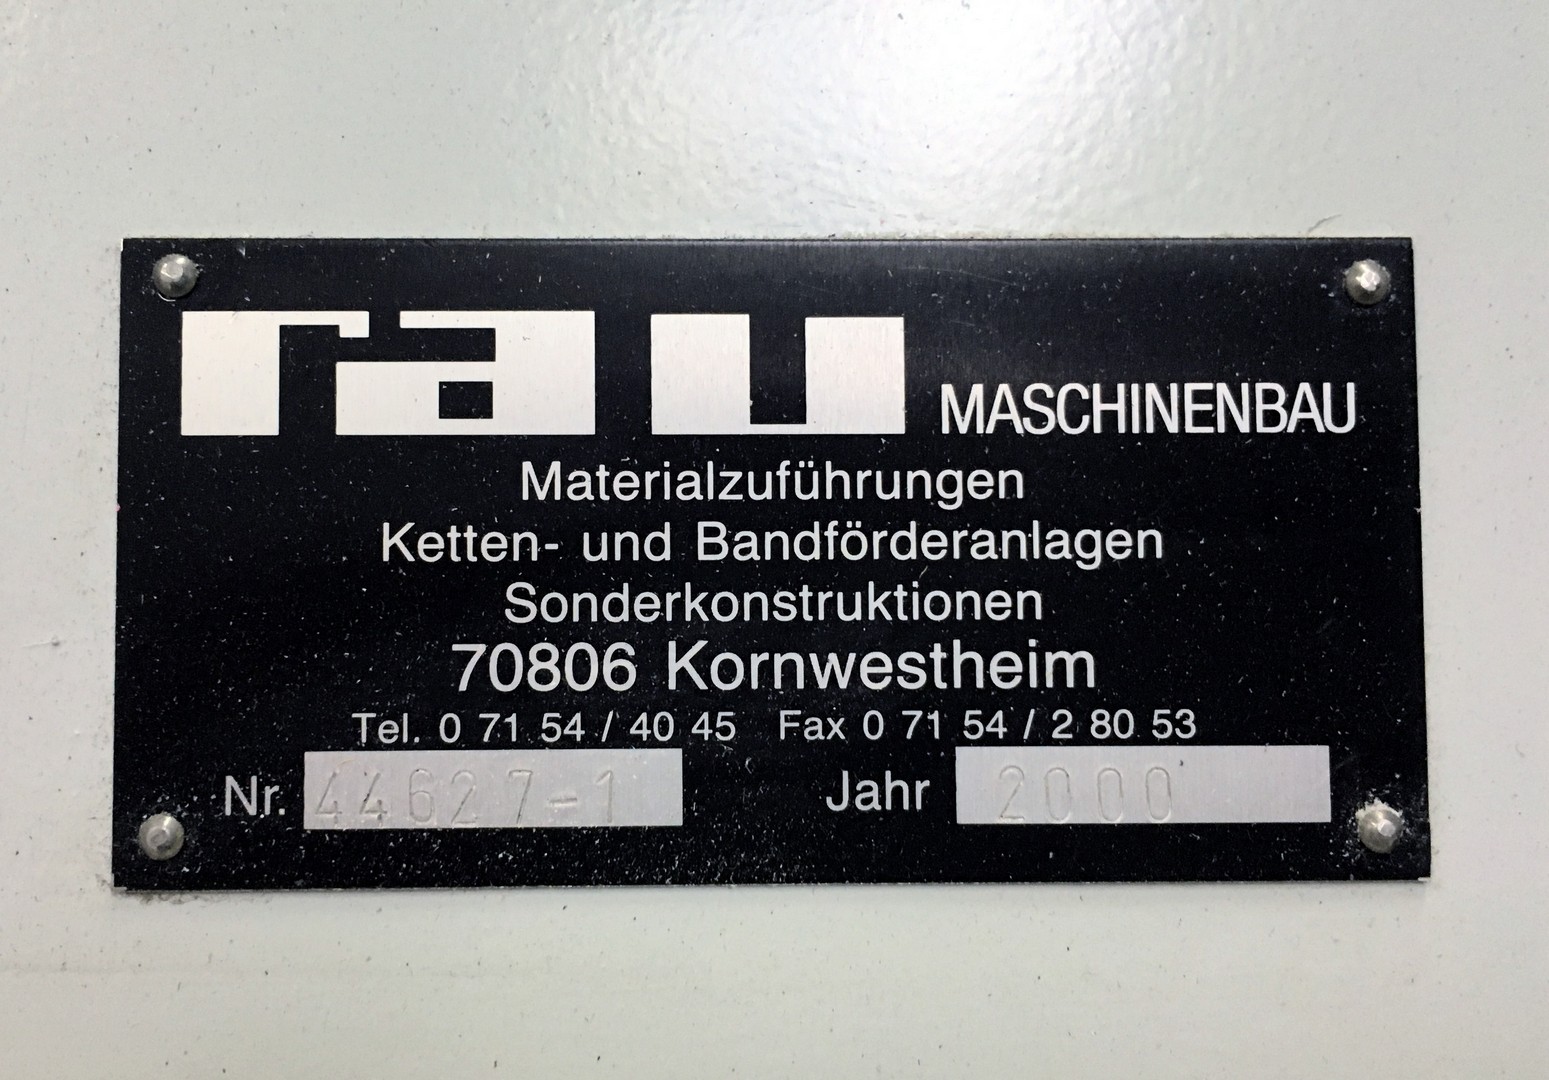 rau MASCHINENBAU
Materialzuführungen
Ketten- und Bandförderanlagen
Sonderkonstruktionen
70806 Kornwestheim
Tel. 0 71 54 / 40 45 Fax 0 71 54 / 2 80 53
Nr. 44627-1 Jahr 2000